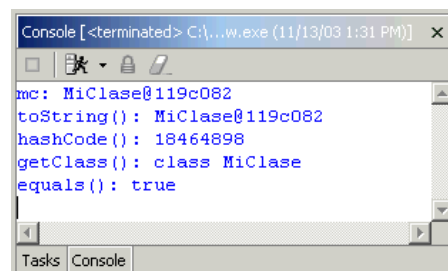 Console [<terminated> C:\...w.exe (11/13/03 1:31 PM)]
mc: MiClase@119c082
toString(): MiClase@119c082
hashCode(): 18464898
getClass(): class MiClase
equals(): true
Tasks Console